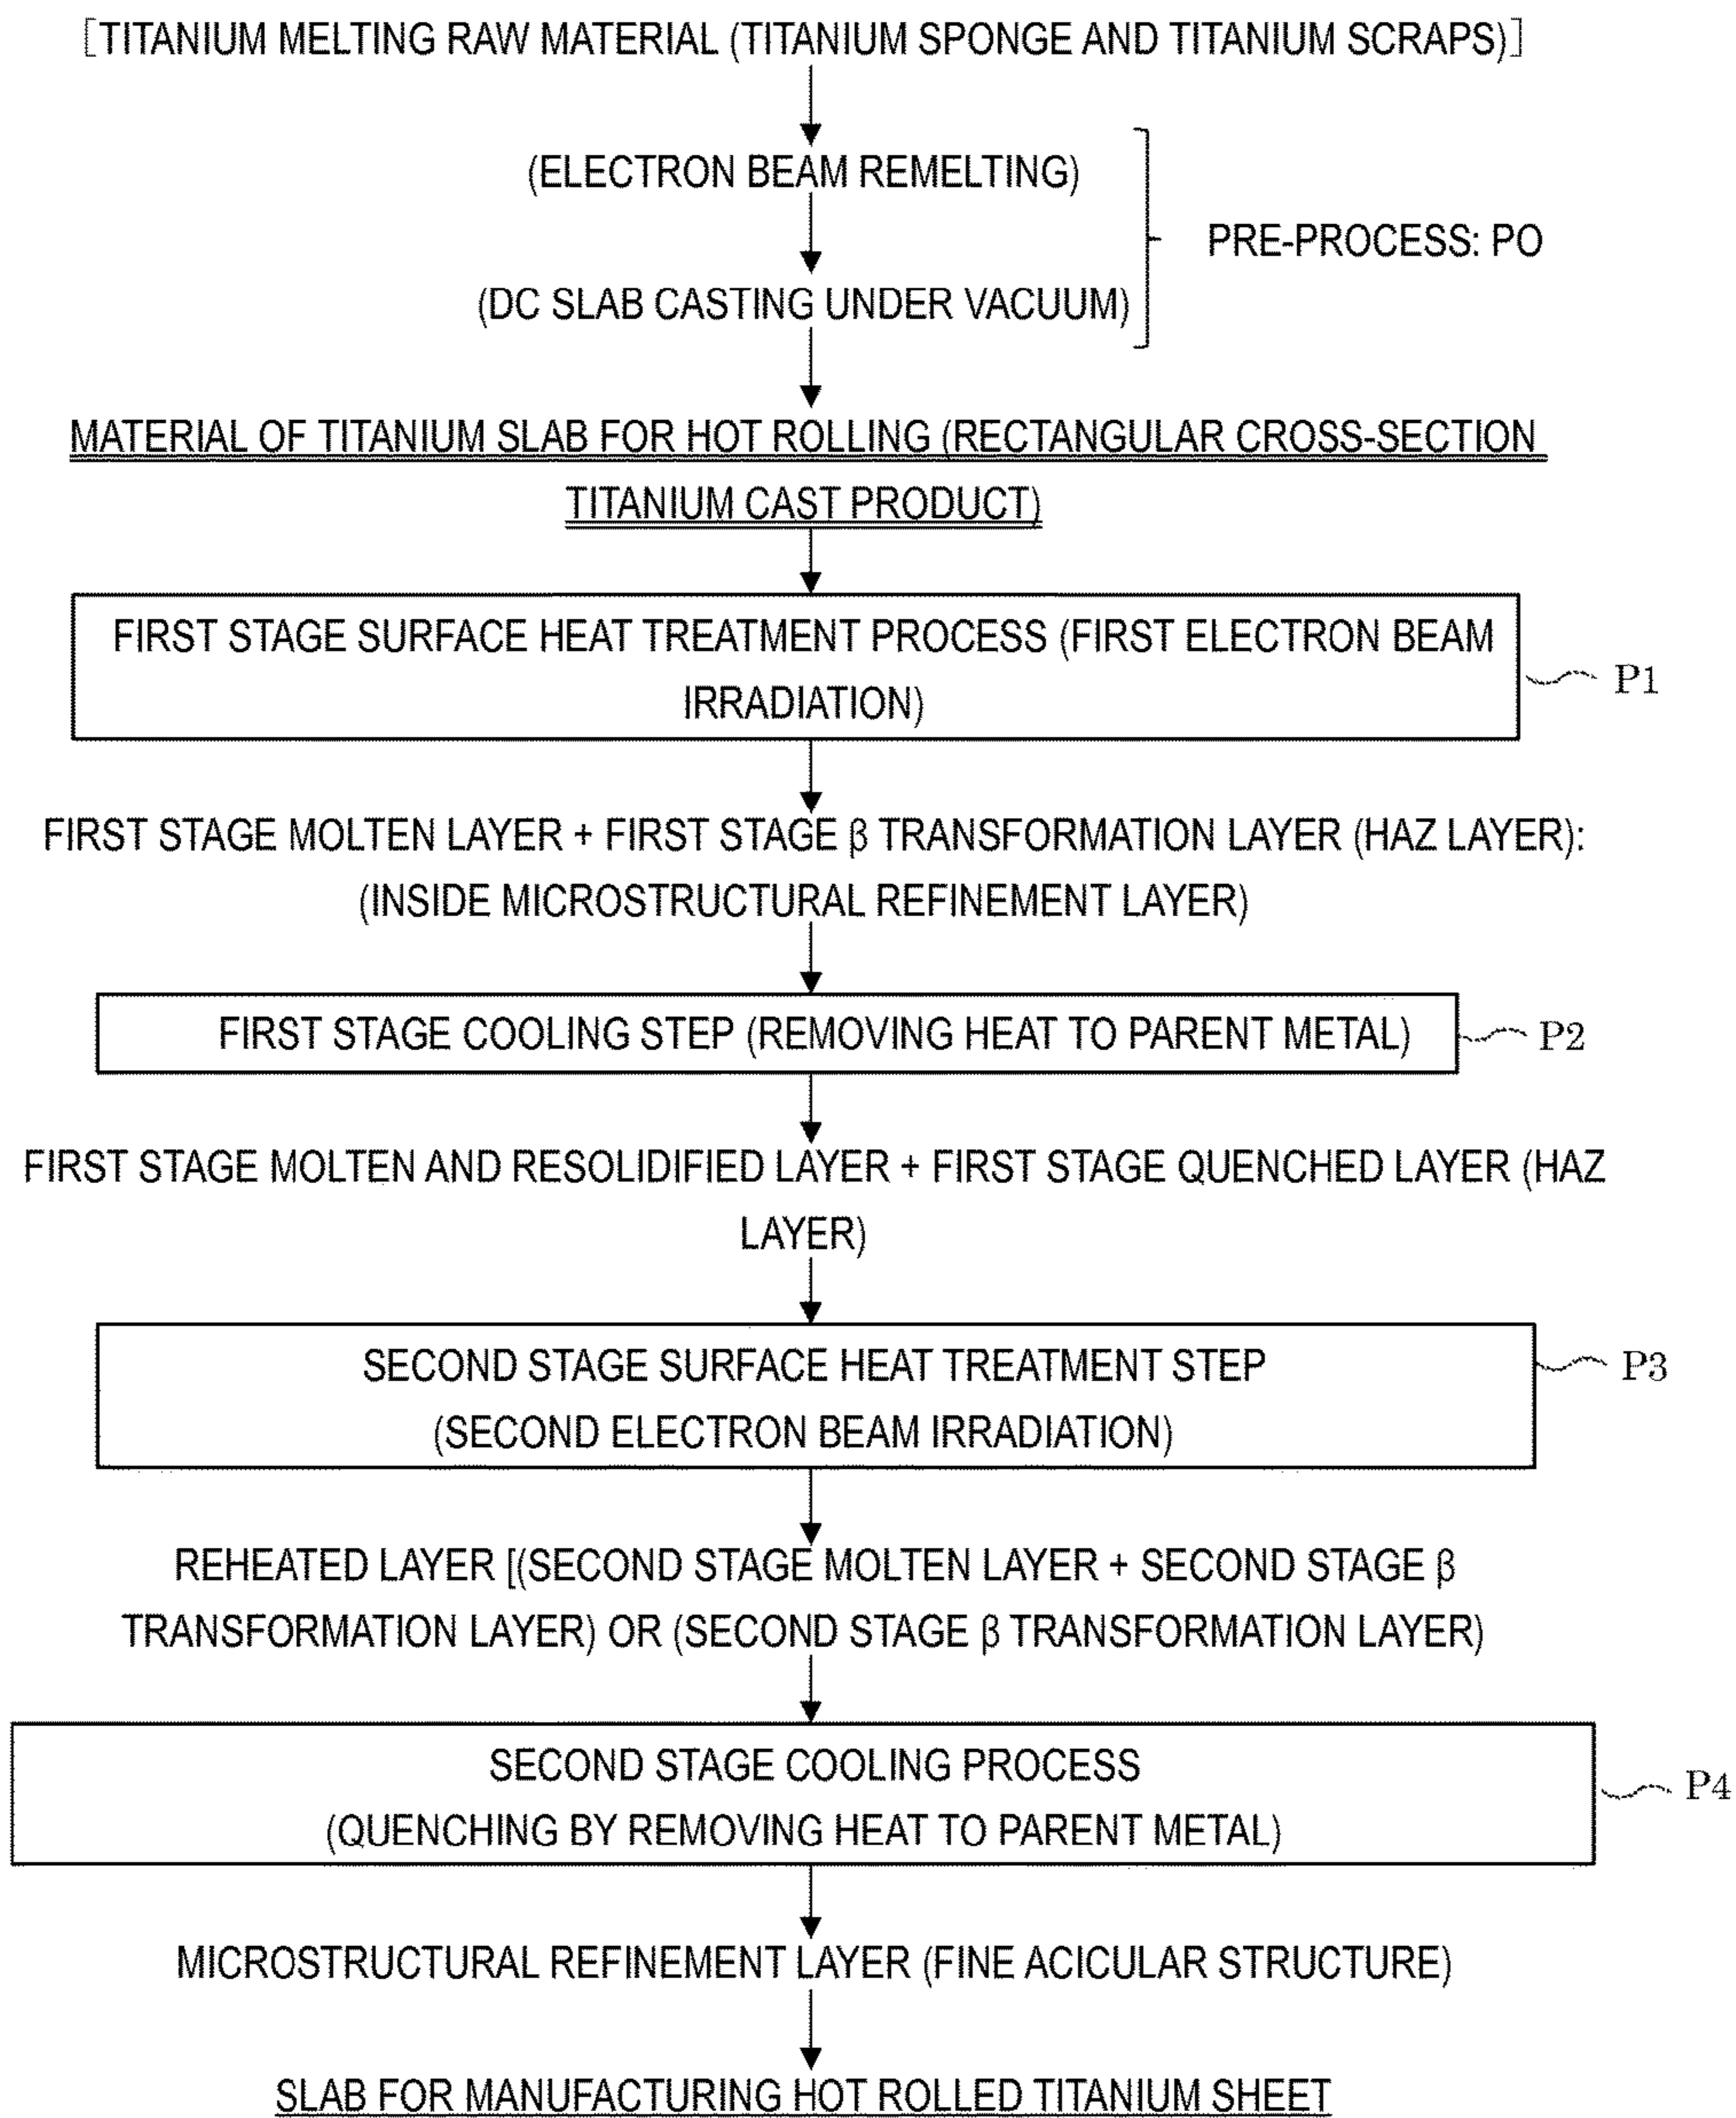 [TITANIUM MELTING RAW MATERIAL (TITANIUM SPONGE AND TITANIUM SCRAPS)]
(ELECTRON BEAM REMELTING)
PRE-PROCESS: PO
(DC SLAB CASTING UNDER VACUUM)
MATERIAL OF TITANIUM SLAB FOR HOT ROLLING (RECTANGULAR CROSS-SECTION
TITANIUM CAST PRODUCT)
FIRST STAGE SURFACE HEAT TREATMENT PROCESS (FIRST ELECTRON BEAM
IRRADIATION)
P1
FIRST STAGE MOLTEN LAYER + FIRST STAGE β TRANSFORMATION LAYER (HAZ LAYER):
(INSIDE MICROSTRUCTURAL REFINEMENT LAYER)
FIRST STAGE COOLING STEP (REMOVING HEAT TO PARENT METAL)
P2
FIRST STAGE MOLTEN AND RESOLIDIFIED LAYER + FIRST STAGE QUENCHED LAYER (HAZ
LAYER)
SECOND STAGE SURFACE HEAT TREATMENT STEP
P3
(SECOND ELECTRON BEAM IRRADIATION)
REHEATED LAYER [(SECOND STAGE MOLTEN LAYER + SECOND STAGE β
TRANSFORMATION LAYER) OR (SECOND STAGE β TRANSFORMATION LAYER)
SECOND STAGE COOLING PROCESS
P4
(QUENCHING BY REMOVING HEAT TO PARENT METAL)
MICROSTRUCTURAL REFINEMENT LAYER (FINE ACICULAR STRUCTURE)
SLAB FOR MANUFACTURING HOT ROLLED TITANIUM SHEET